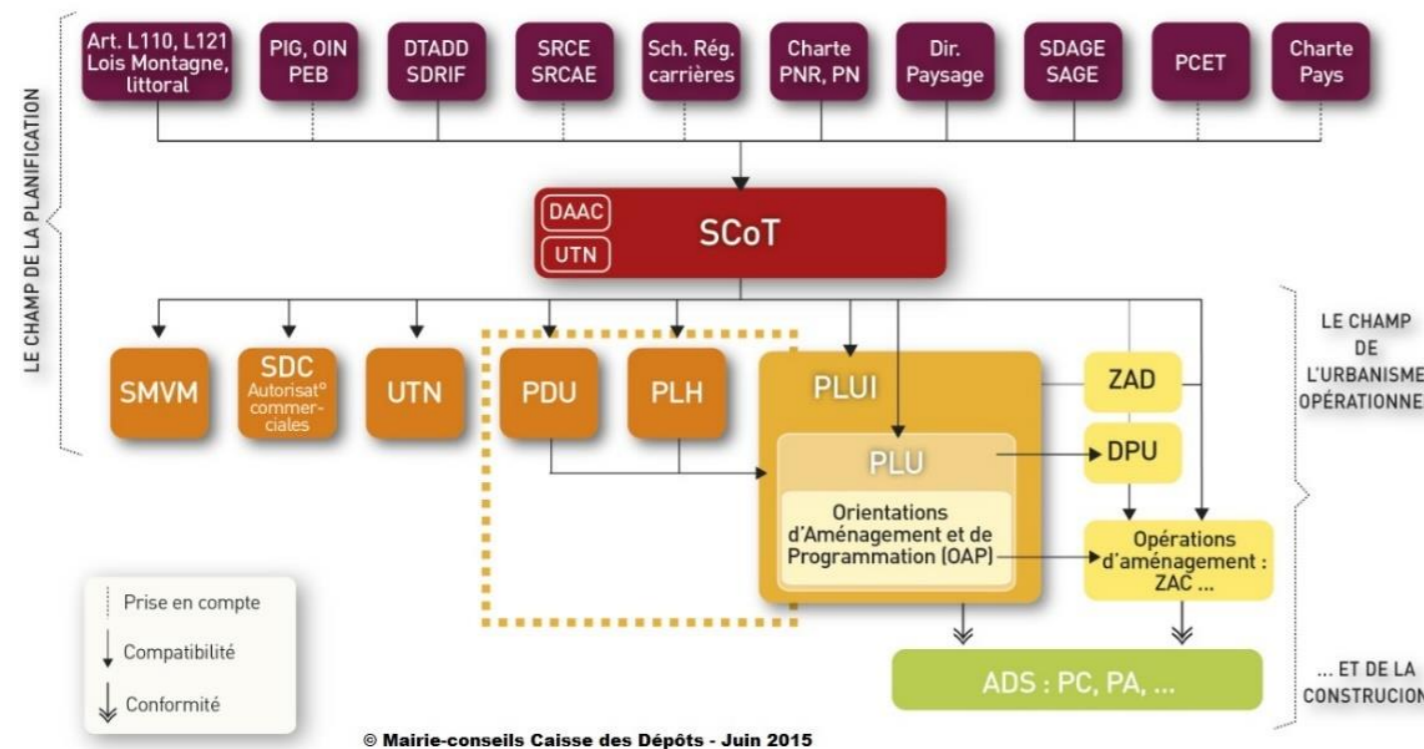 LE CHAMP DE LA PLANIFICATION
Art. L110, L121
Lois Montagne,
littoral
PIG, OIN
PEB
DTADD
SDRIF
SRCE
SRCAE
Sch. Rég.
carrières
Charte
PNR, PN
Dir.
Paysage
SDAGE
SAGE
PCET
Charte
Pays
DAAC
UTN
SCoT
SMVM
SDC
Autorisat°
commer-
ciales
UTN
PDU
PLH
PLUI
PLU
Orientations
d'Aménagement et de
Programmation (OAP)
ZAD
DPU
Opérations
d'aménagement :
ZAC ...
ADS : PC, PA, ...
LE CHAMP
DE
L'URBANISME
OPÉRATIONNE
... ET DE LA
CONSTRUCION
Prise en compte
Compatibilité
Conformité
© Mairie-conseils Caisse des Dépôts - Juin 2015